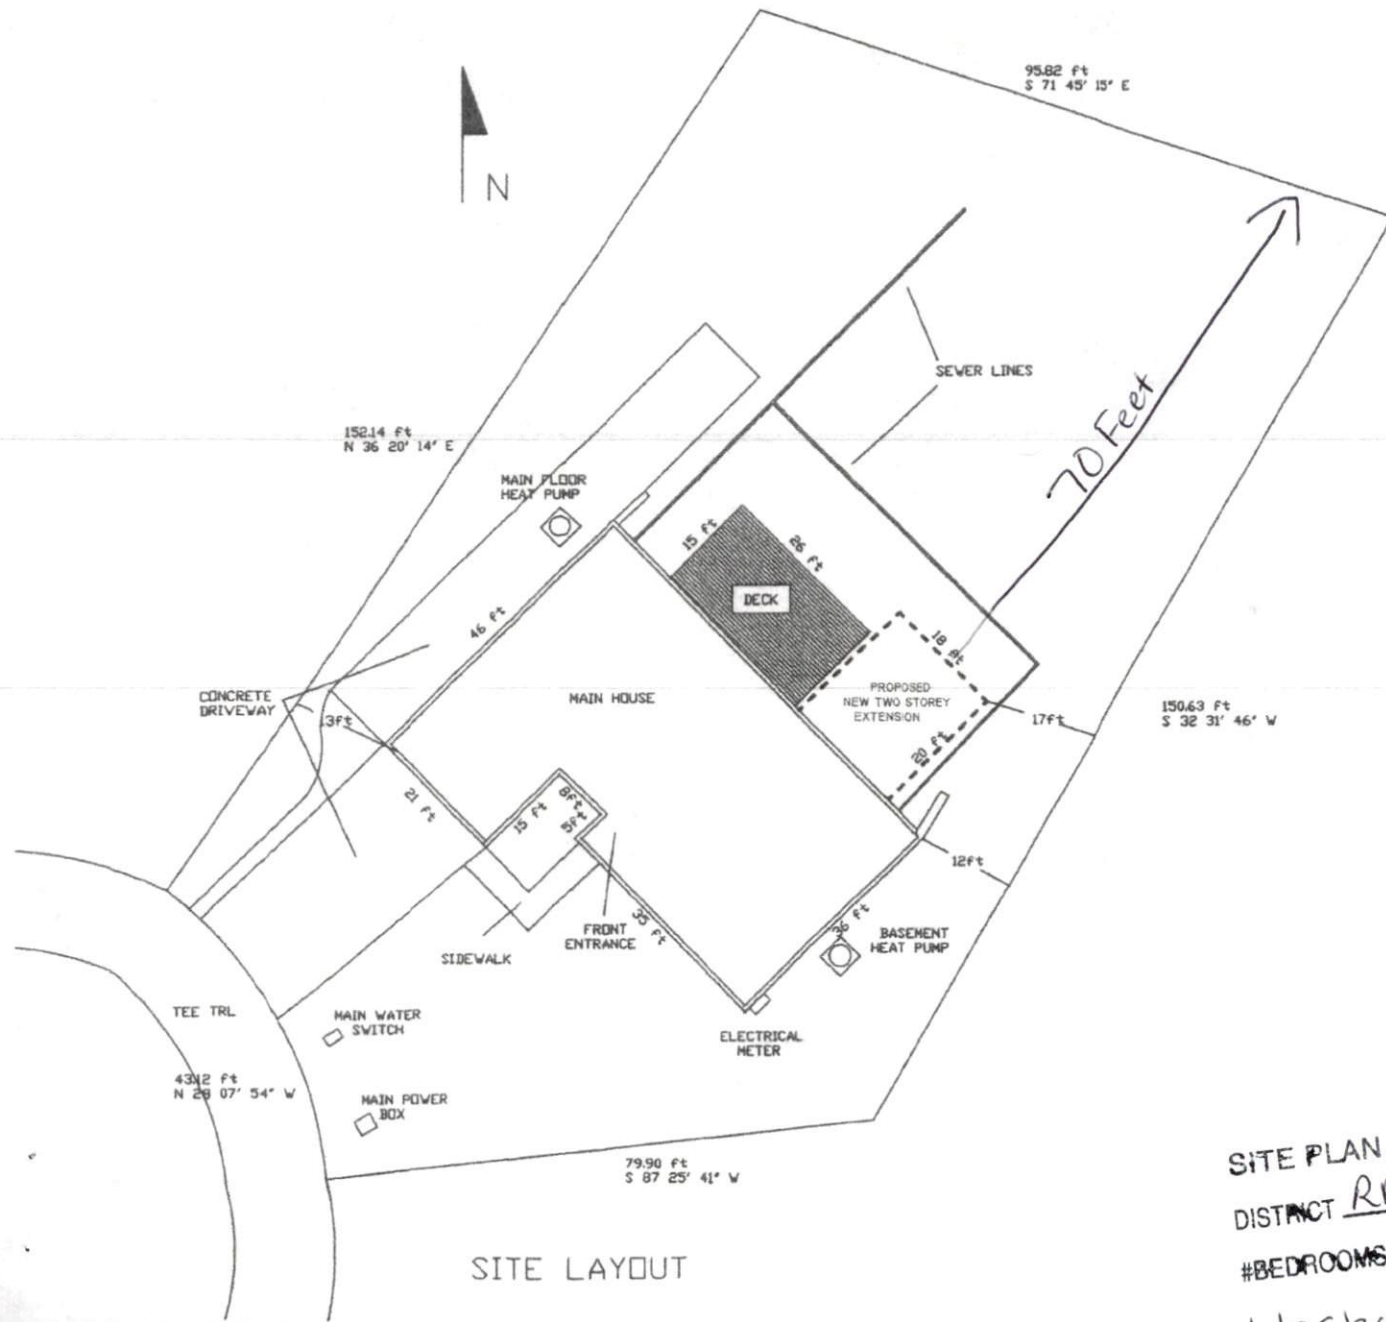 95.82 ft
S 71 45' 15" E
N
SEWER LINES
152.14 ft
N 36 20' 14" E
70 Feet
MAIN FLOOR
HEAT PUMP
15 ft
26 ft
DECK
46 ft
18 ft
CONCRETE
DRIVEWAY
13ft
MAIN HOUSE
PROPOSED
NEW TWO STOREY
EXTENSION
17ft
150.63 ft
S 32 31' 46" W
20 ft
21 ft
15 ft
8ft
5ft
12ft
35 ft
36 ft
FRONT
ENTRANCE
BASEMENT
HEAT PUMP
SIDEWALK
TEE TRL
MAIN WATER
SWITCH
ELECTRICAL
METER
43.12 ft
N 28 07' 54" W
MAIN POWER
BOX
79.90 ft
S 87 25' 41" W
SITE PLAN
DISTRICT
#BEDROOMS
SITE LAYOUT